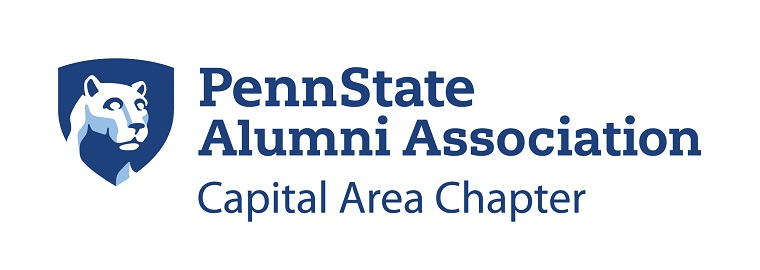 PennState
Alumni Association
Capital Area Chapter